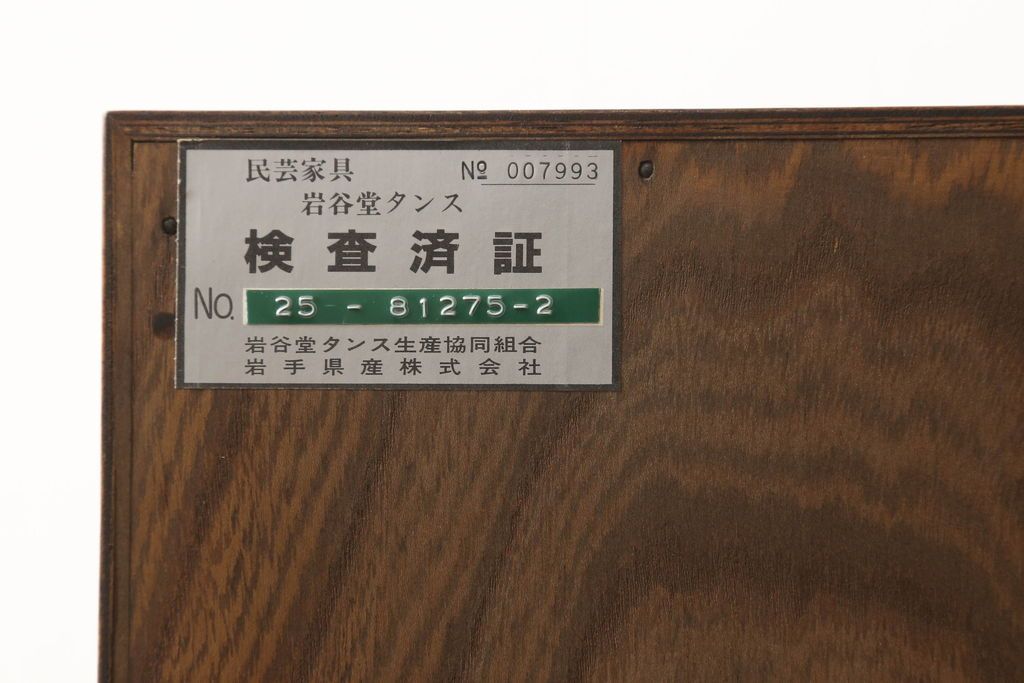 民芸家具 № 007993
岩谷堂タンス
検査済証
No. 25 - 81275-2
岩谷堂タンス生産協同組合
岩手県産株式会社